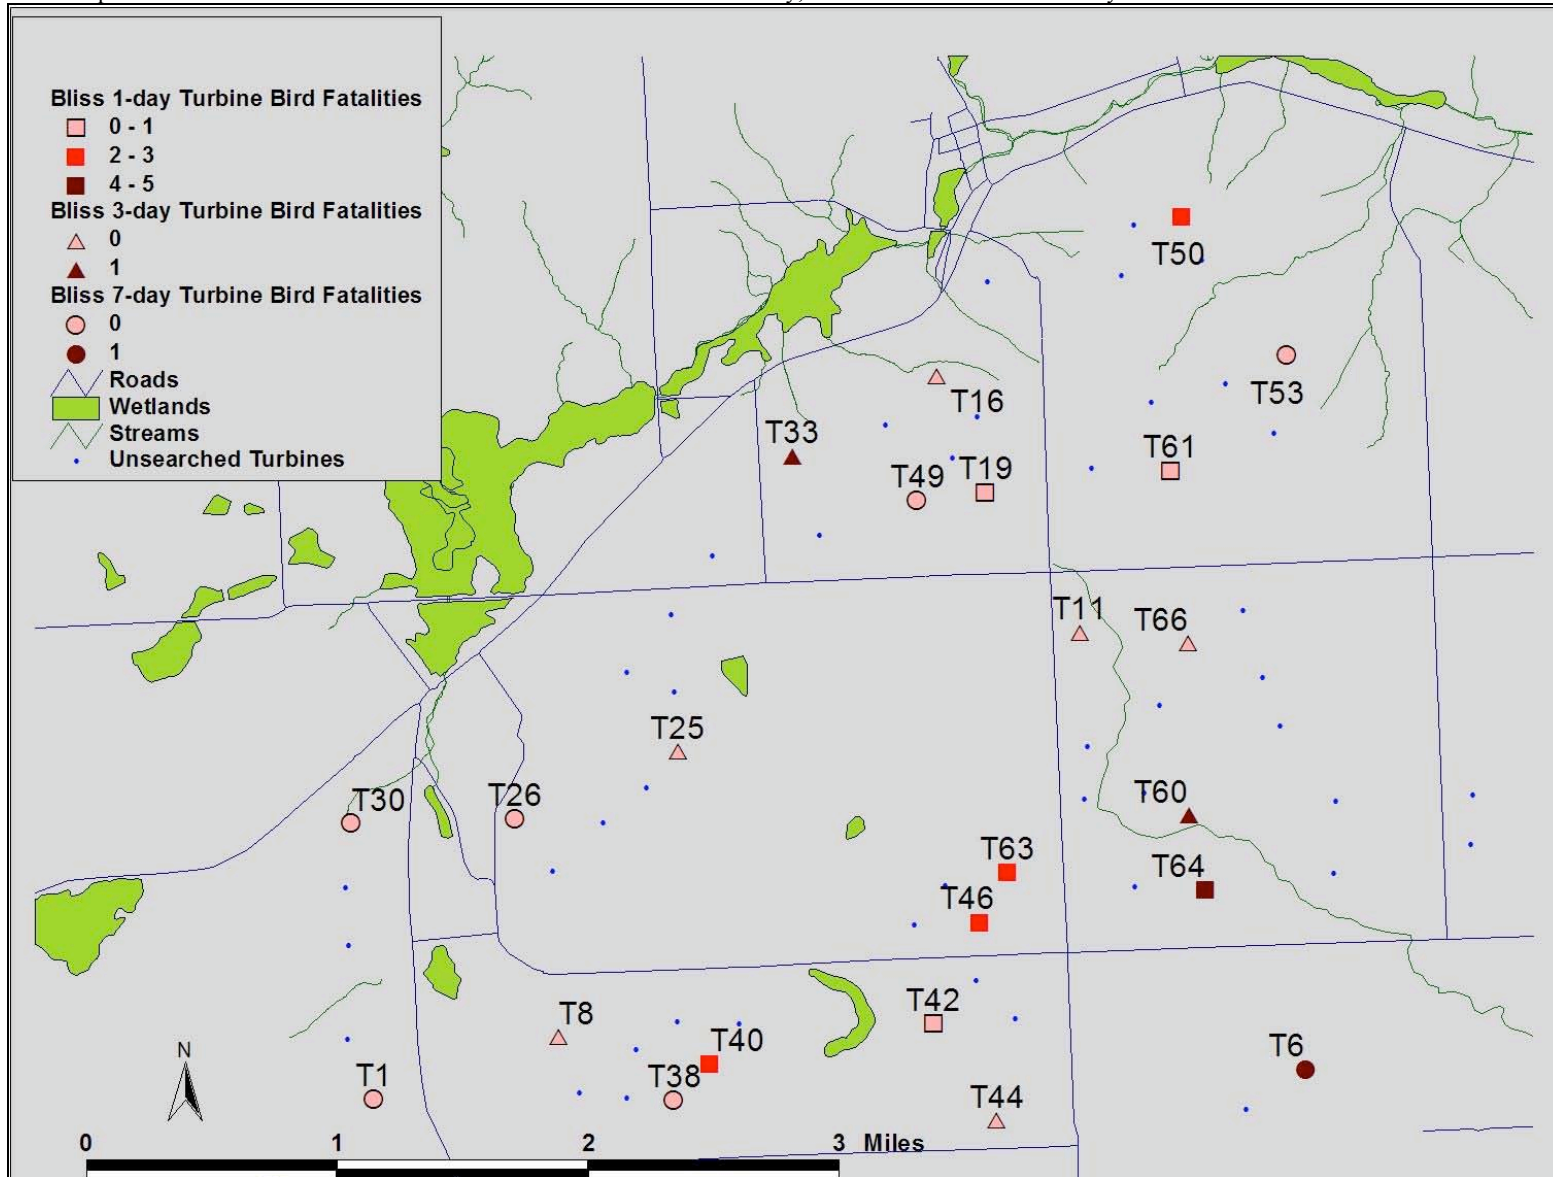 Bliss 1-day Turbine Bird Fatalities
0 - 1
2 - 3
4 - 5
Bliss 3-day Turbine Bird Fatalities
0
1
Bliss 7-day Turbine Bird Fatalities
0
1
Roads
Wetlands
Streams
Unsearched Turbines
T50
T53
T16
T33
T61
T49 T19
T11
T66
T25
T30
T26
T60
T63
T64
T46
T42
T8
T40
T6
N
T1
T38
T44
0 1 2 3 Miles